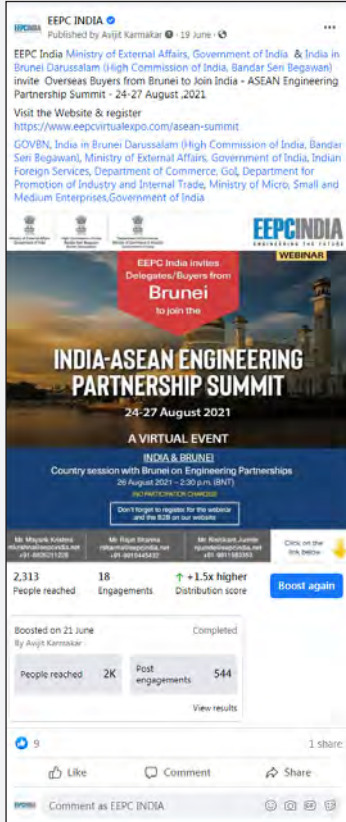 EEPC INDIA
Published by Avijit Karmakar · 19 June ·
EEPC India Ministry of External Affairs, Government of India & India in
Brunei Darussalam (High Commission of India, Bandar Seri Begawan)
invite Overseas Buyers from Brunei to Join India - ASEAN Engineering
Partnership Summit - 24-27 August ,2021
Visit the Website & register
https://www.eepcvirtualexpo.com/asean-summit
GOVBN, India in Brunei Darussalam (High Commission of India, Bandar
Seri Begawan), Ministry of External Affairs, Government of India, Indian
Foreign Services, Department of Commerce, GoI, Department for
Promotion of Industry and Internal Trade, Ministry of Micro, Small and
Medium Enterprises,Government of India
EEPCINDIA
ENGINEERING THE FUTURE
WEBINAR
EEPC India invites
Delegates/Buyers from
Brunei
to join the
INDIA-ASEAN ENGINEERING
PARTNERSHIP SUMMIT
24-27 August 2021
A VIRTUAL EVENT
INDIA & BRUNEI
Country session with Brunei on Engineering Partnerships
26 August 2021 – 2:30 p.m. (BNT)
NO PARTICIPATION CHARGES
Don't forget to register for the webinar
and the B2B on our website
Click on the
link below
2,313
People reached
18
Engagements
+1.5x higher
Distribution score
Boost again
Boosted on 21 June
Completed
By Avijit Karmakar
People reached 2K
Post
engagements 544
View results
9
1 share
Like
Comment
Share
Comment as EEPC INDIA